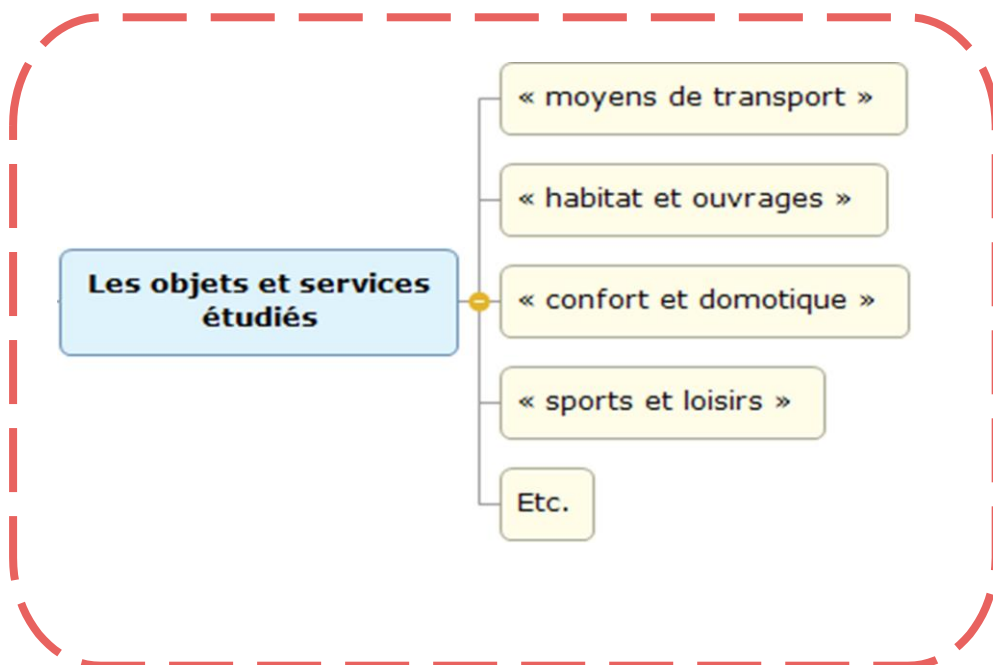 « moyens de transport »
« habitat et ouvrages »
Les objets et services
étudiés
« confort et domotique »
« sports et loisirs »
Etc.